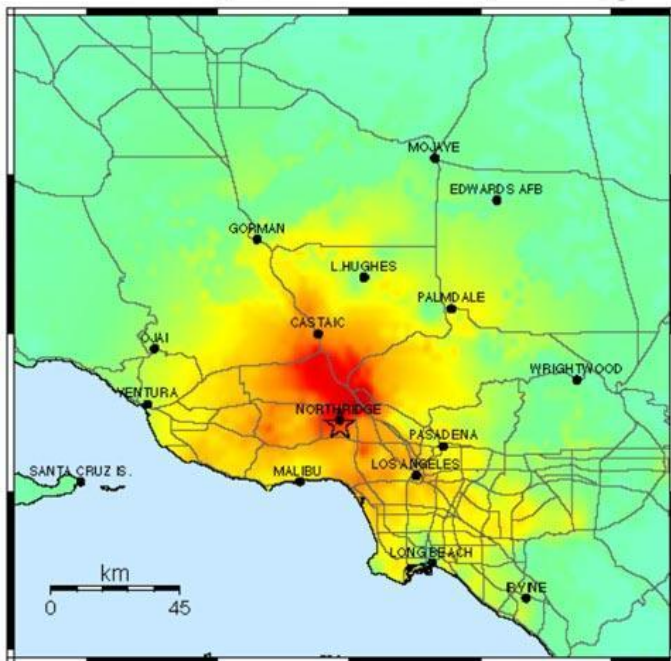 MOJAVE
EDWARDS AFB
GORMAN
L.HUGHES
PALMDALE
CASTAIC
OJAI
WRIGHTWOOD
VENTURA
NORTHRIDGE
PASADENA
LOS ANGELES
SANTA CRUZ IS.
MALIBU
LONG BEACH
km
IRVINE
0 45